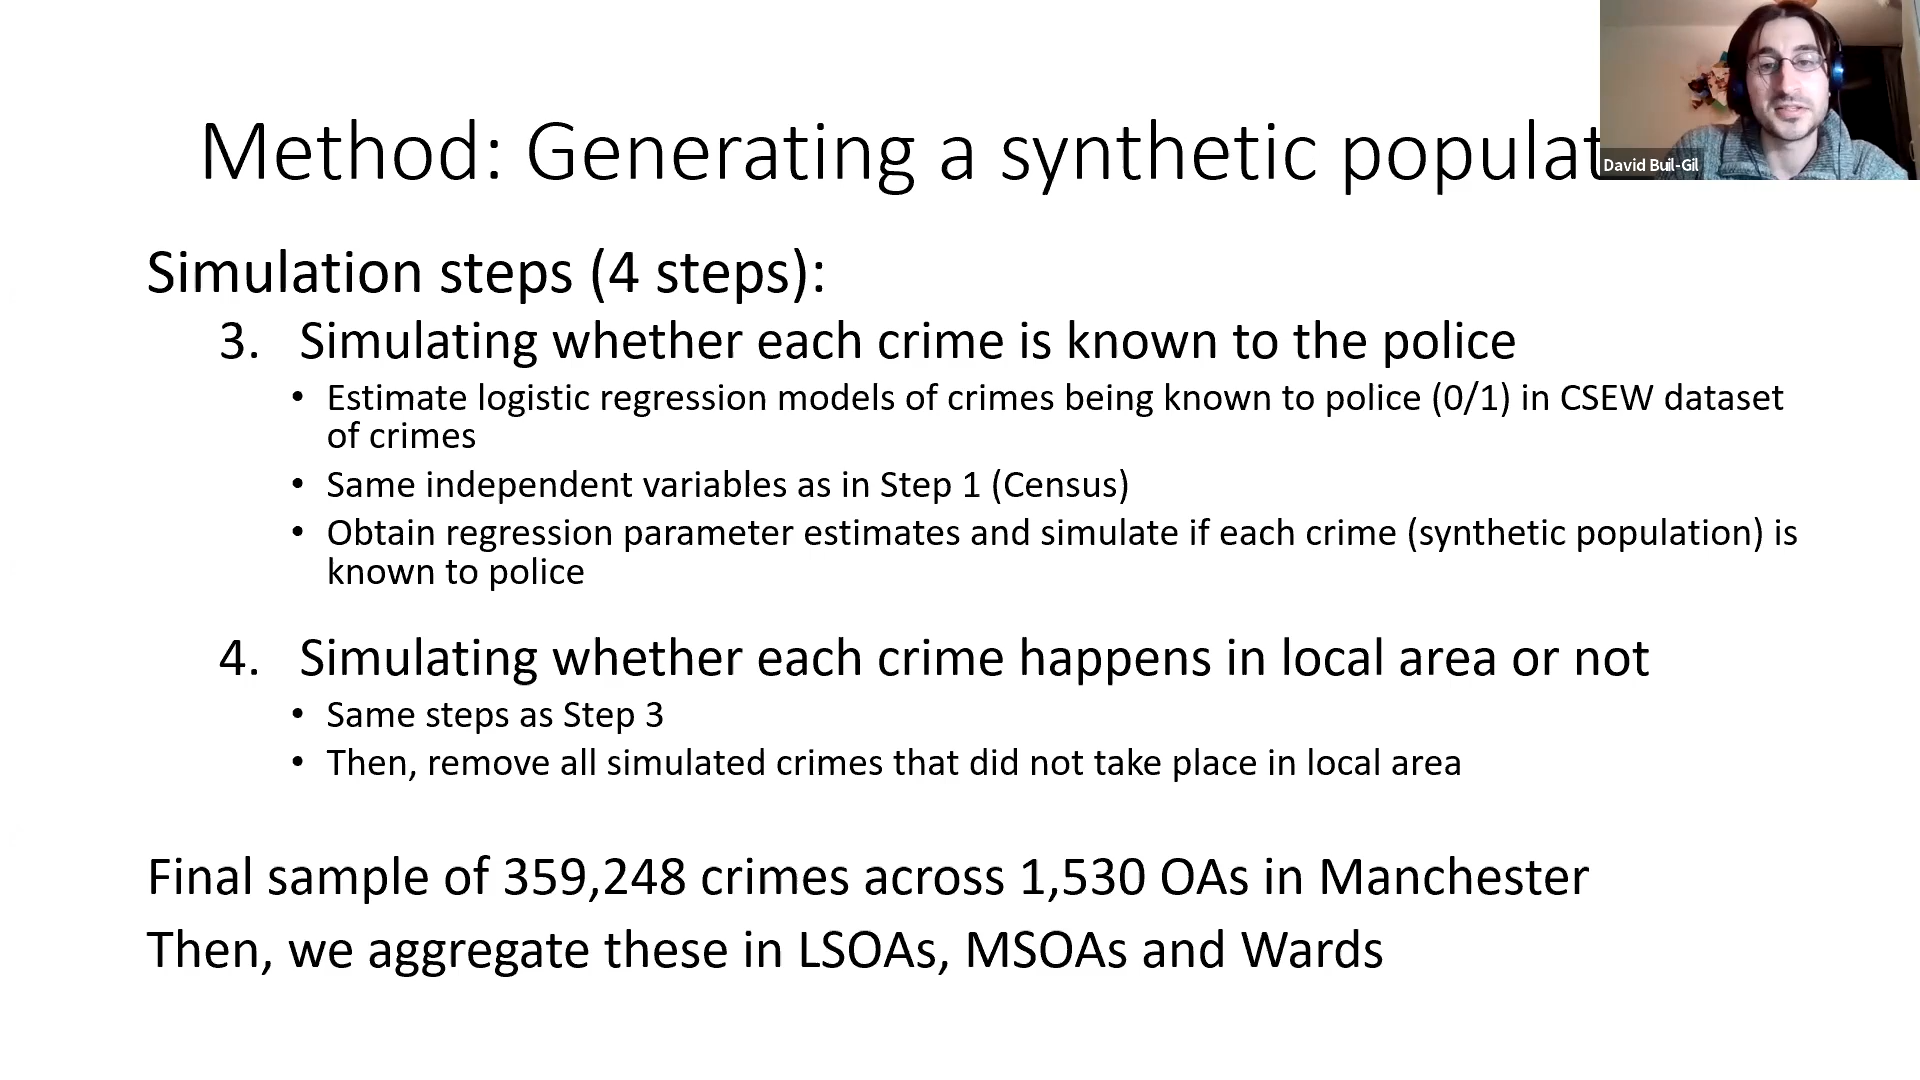 Method: Generating a synthetic populat
David Buil-Gil
Simulation steps (4 steps):
3. Simulating whether each crime is known to the police
• Estimate logistic regression models of crimes being known to police (0/1) in CSEW dataset
of crimes
• Same independent variables as in Step 1 (Census)
• Obtain regression parameter estimates and simulate if each crime (synthetic population) is
known to police
4. Simulating whether each crime happens in local area or not
• Same steps as Step 3
• Then, remove all simulated crimes that did not take place in local area
Final sample of 359,248 crimes across 1,530 OAs in Manchester
Then, we aggregate these in LSOAs, MSOAs and Wards